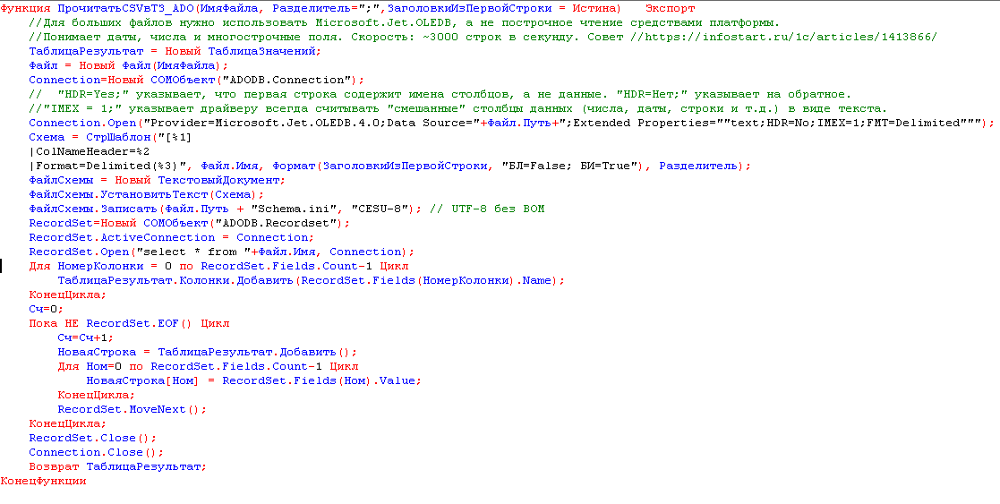 Функция ПрочитатьCSVвТЗ_ADO(ИмяФайла, Разделитель=";",ЗаголовкиИзПервойСтроки = Истина) Экспорт
//Для больших файлов нужно использовать Microsoft.Jet.OLEDB, а не построчное чтение средствами платформы.
//Понимает даты, числа и многострочные поля. Скорость: ~3000 строк в секунду. Совет //https://infostart.ru/1c/articles/1413866/
ТаблицаРезультат = Новый ТаблицаЗначений;
Файл = Новый Файл(ИмяФайла);
Connection=Новый COMОбъект("ADODB.Connection");
//  "HDR=Yes;" указывает, что первая строка содержит имена столбцов, а не данные. "HDR=Нет;" указывает на обратное.
//"IMEX = 1;" указывает драйверу всегда считывать "смешанные" столбцы данных (числа, даты, строки и т.д.) в виде текста.
Connection.Open("Provider=Microsoft.Jet.OLEDB.4.0;Data Source="+Файл.Путь+";Extended Properties=""text;HDR=No;IMEX=1;FMT=Delimited""");
Схема = СтрШаблон("[%1]
|ColNameHeader=%2
|Format=Delimited(%3)", Файл.Имя, Формат(ЗаголовкиИзПервойСтроки, "БЛ=False; БИ=True"), Разделитель);
ФайлСхемы = Новый ТекстовыйДокумент;
ФайлСхемы.УстановитьТекст(Схема);
ФайлСхемы.Записать(Файл.Путь + "Schema.ini", "CESU-8"); // UTF-8 без BOM
RecordSet=Новый COMОбъект("ADODB.Recordset");
RecordSet.ActiveConnection = Connection;
RecordSet.Open("select * from "+Файл.Имя, Connection);
Для НомерКолонки = 0 по RecordSet.Fields.Count-1 Цикл
ТаблицаРезультат.Колонки.Добавить(RecordSet.Fields(НомерКолонки).Name);
КонецЦикла;
Сч=0;
Пока НЕ RecordSet.EOF() Цикл
Сч=Сч+1;
НоваяСтрока = ТаблицаРезультат.Добавить();
Для Ном=0 по RecordSet.Fields.Count-1 Цикл
НоваяСтрока[Ном] = RecordSet.Fields(Ном).Value;
КонецЦикла;
RecordSet.MoveNext();
КонецЦикла;
RecordSet.Close();
Connection.Close();
Возврат ТаблицаРезультат;
КонецФункции